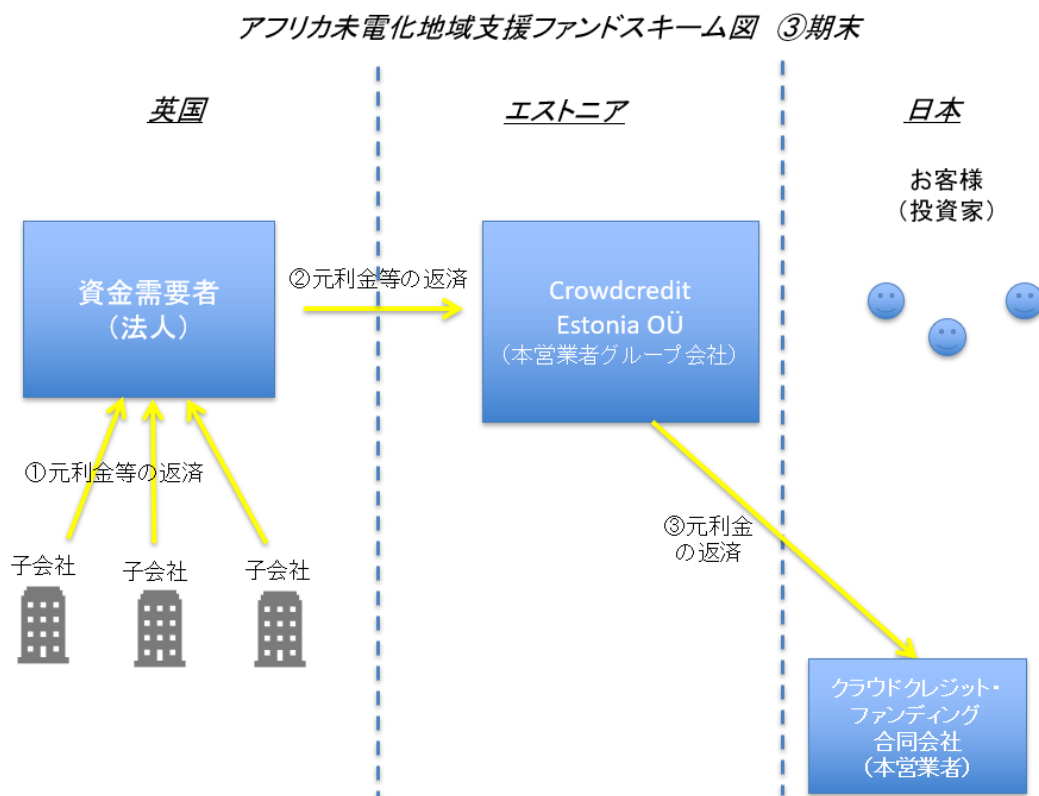 アフリカ未電化地域支援ファンドスキーム図 ③期末
英国
エストニア
日本
お客様
（投資家）
資金需要者
（法人）
②元利金等の返済
Crowdcredit
Estonia OÜ
（本営業者グループ会社）
①元利金等の返済
③元利金
の返済
子会社
子会社
子会社
クラウドクレジット・
ファンディング
合同会社
（本営業者）